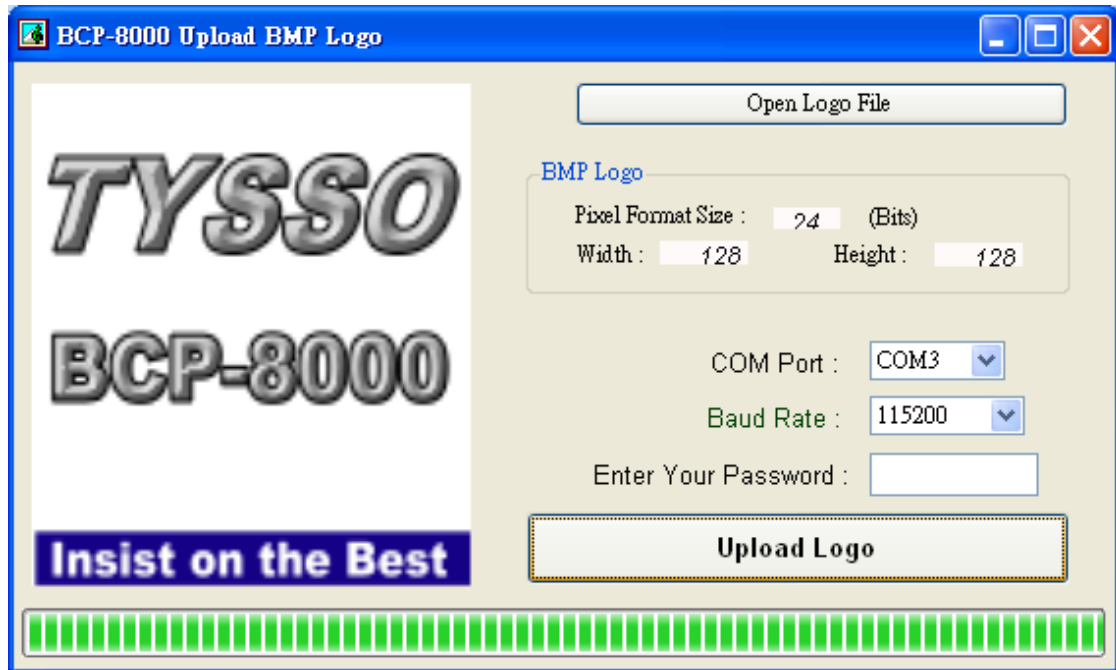 BCP-8000 Upload BMP Logo
TYSSO
BCP-8000
Insist on the Best
Open Logo File
BMP Logo
Pixel Format Size : 24 (Bits)
Width : 128 Height : 128
COM Port : COM3
Baud Rate : 115200
Enter Your Password :
Upload Logo